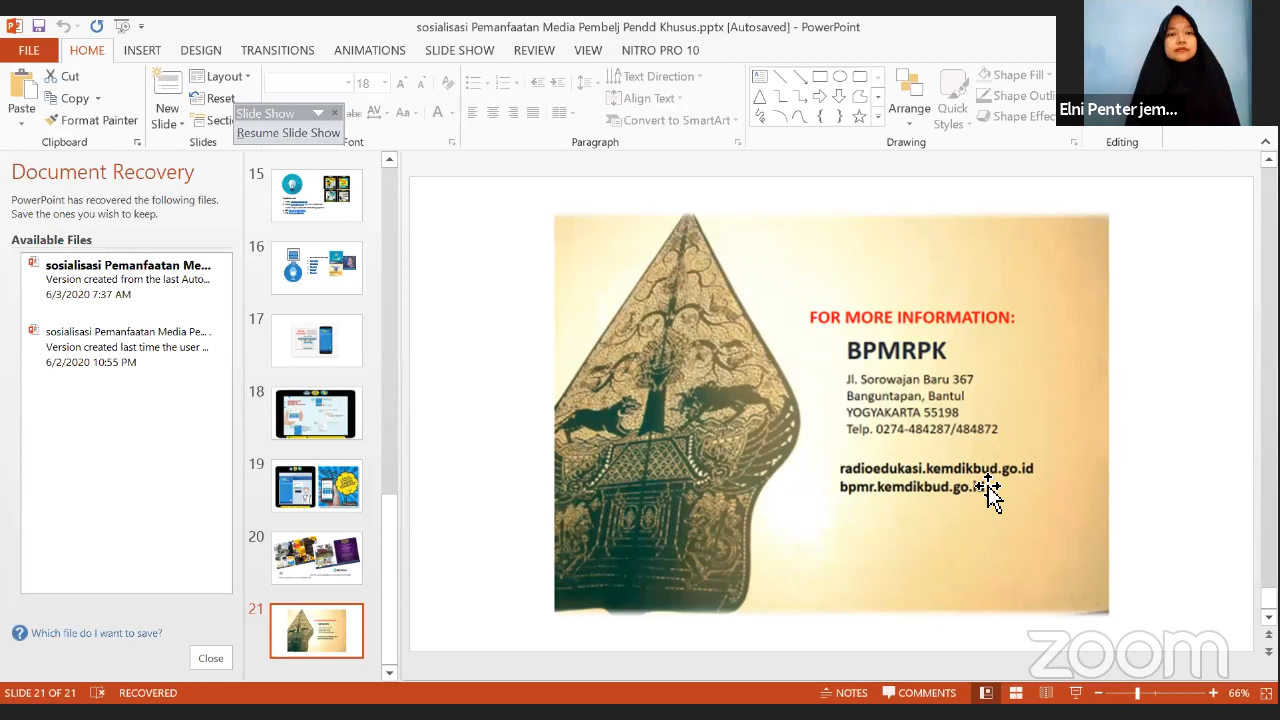 sosialisasi Pemanfaatan Media Pembelj Pendd Khusus.pptx [Autosaved] - PowerPoint
FILE HOME INSERT DESIGN TRANSITIONS ANIMATIONS SLIDE SHOW REVIEW VIEW NITRO PRO 10
Paste
Cut
Copy
Format Painter
Clipboard
New Slide
Layout
Reset
Slides
Slide Show
Resume Slide Show
18
Font
Text Direction
Align Text
Convert to SmartArt
Paragraph
Arrange
Quick Styles
Shape Fill
Drawing
Editing
Elni Penterjem...
Document Recovery
PowerPoint has recovered the following files.
Save the ones you wish to keep.
Available Files
sosialisasi Pemanfaatan Me...
Version created from the last Auto...
6/3/2020 7:37 AM
sosialisasi Pemanfaatan Media Pe...
Version created last time the user ...
6/2/2020 10:55 PM
Which file do I want to save?
Close
15
16
17
18
19
20
21
FOR MORE INFORMATION:
BPMRPK
Jl. Sorowajan Baru 367
Banguntapan, Bantul
YOGYAKARTA 55198
Telp. 0274-484287/484872
radioedukasi.kemdikbud.go.id
bpmr.kemdikbud.go.
zoom
SLIDE 21 OF 21 RECOVERED NOTES COMMENTS 66%